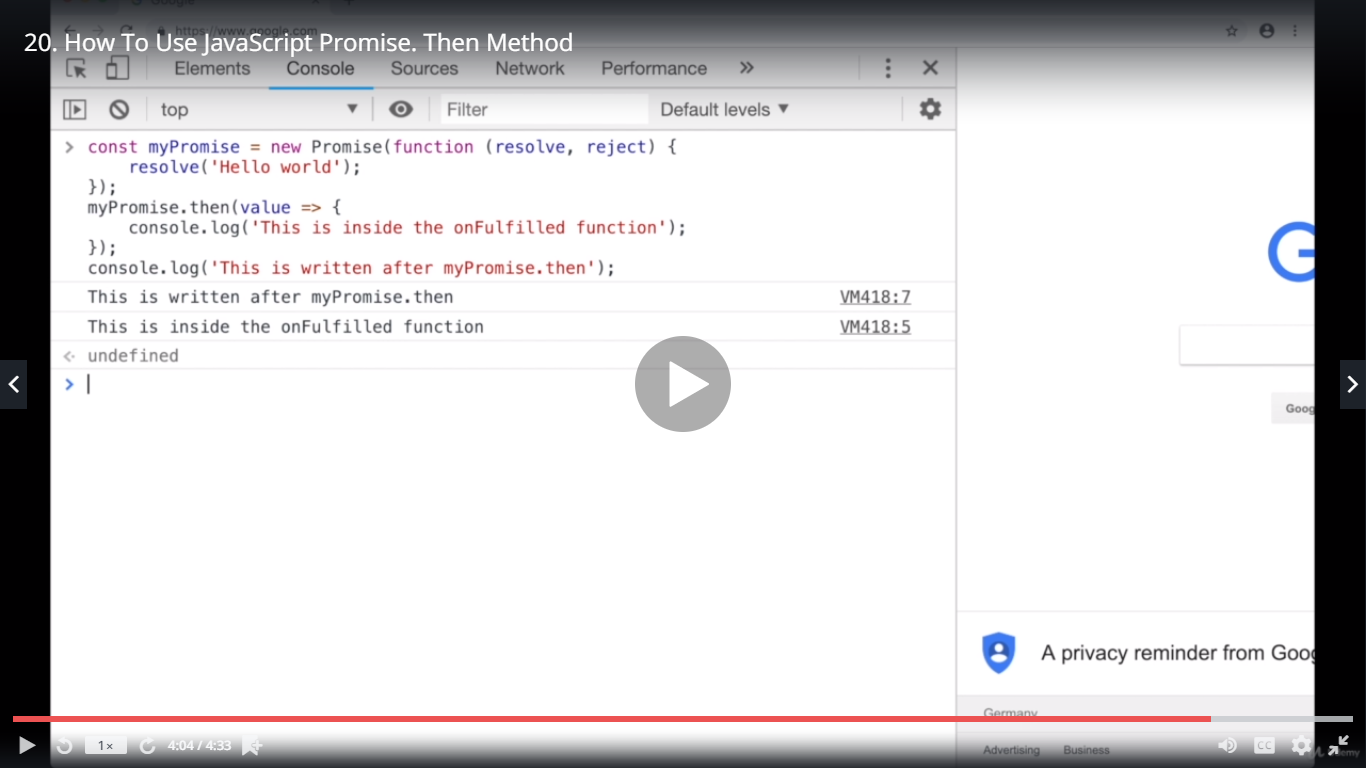 Google
https://www.google.com
20. How To Use JavaScript Promise. Then Method
Elements Console Sources Network Performance »
top ▼ Filter Default levels ▼
> const myPromise = new Promise(function (resolve, reject) {
resolve('Hello world');
});
myPromise.then(value => {
console.log('This is inside the onFulfilled function');
});
console.log('This is written after myPromise.then');
This is written after myPromise.then VM418:7
This is inside the onFulfilled function VM418:5
undefined
>
Goog
A privacy reminder from Goog
Germany
Advertising Business
1× 4:04 / 4:33 CC